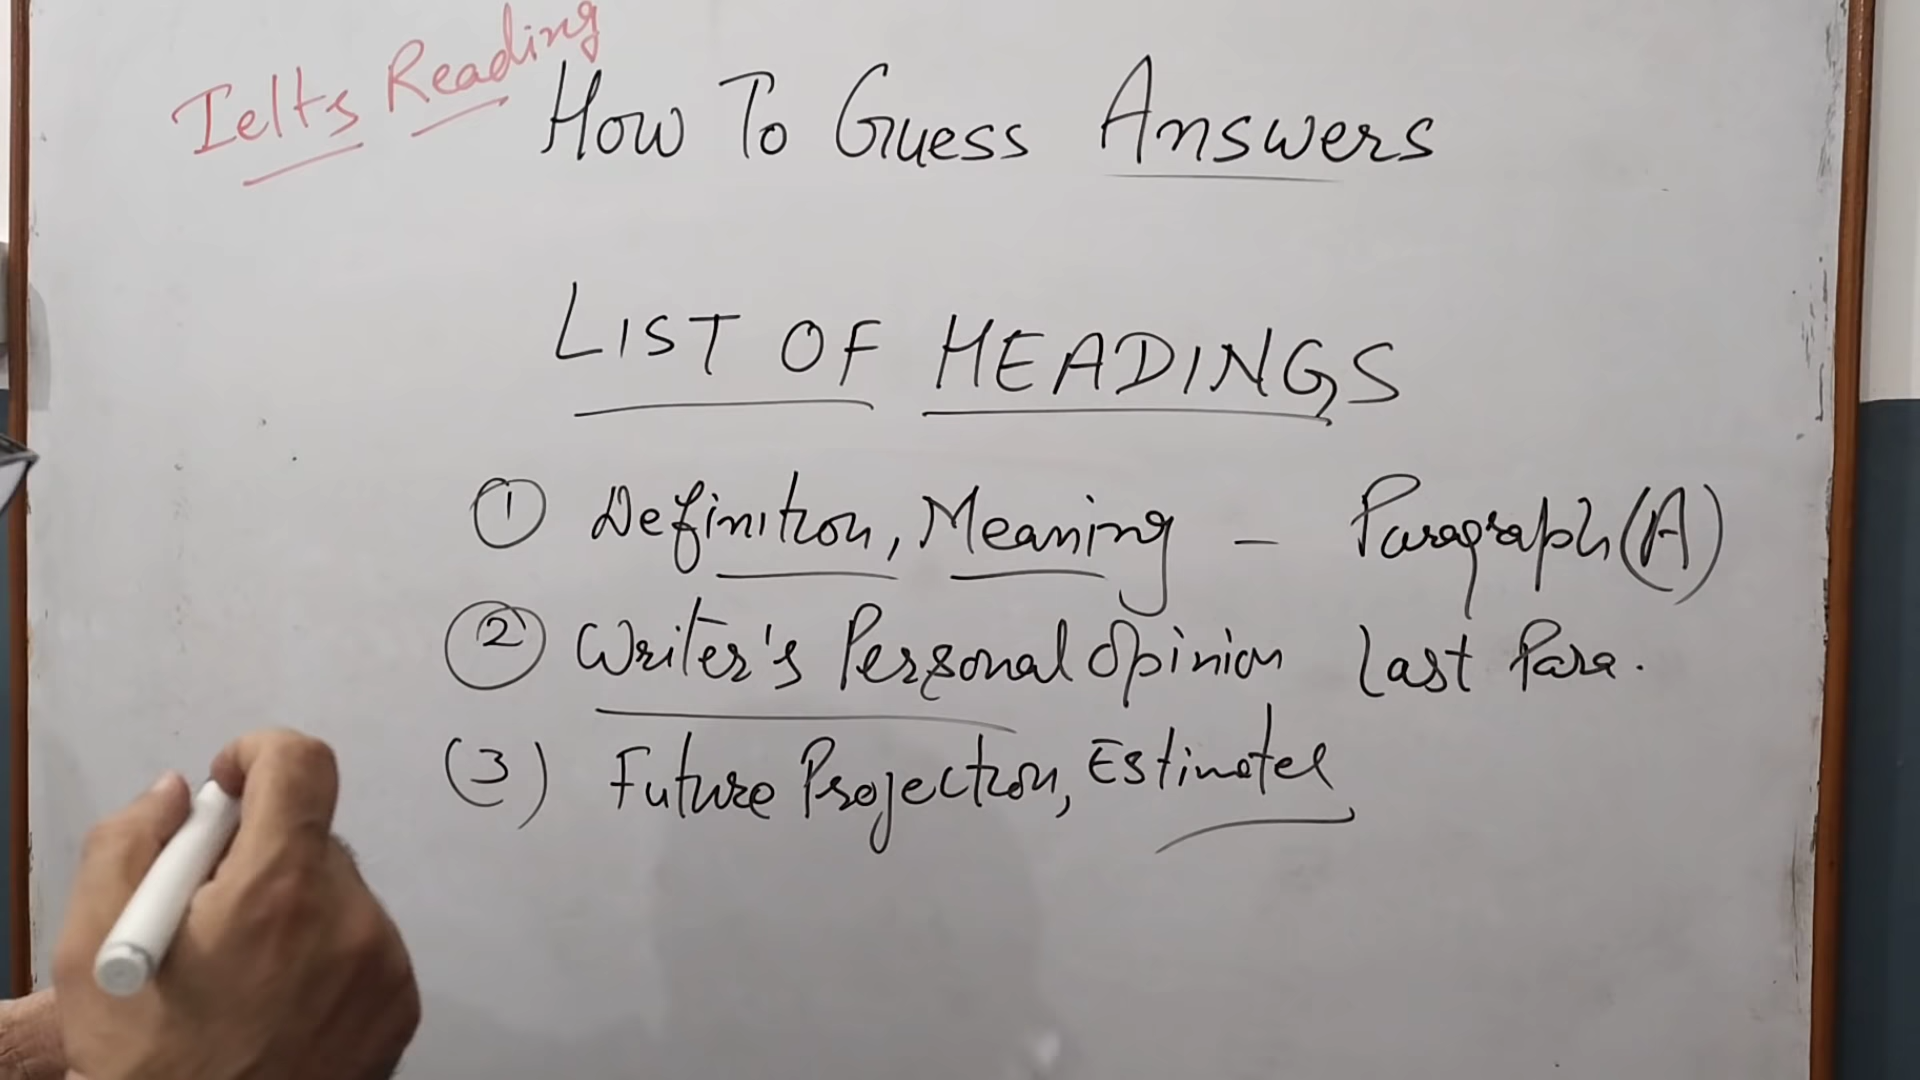 Ielts Reading
How To Guess Answers
LIST OF HEADINGS
① Definition, Meaning – Paragraph (A)
② Writer's Personal Opinion Last Para.
(3) Future Projection, Estimates